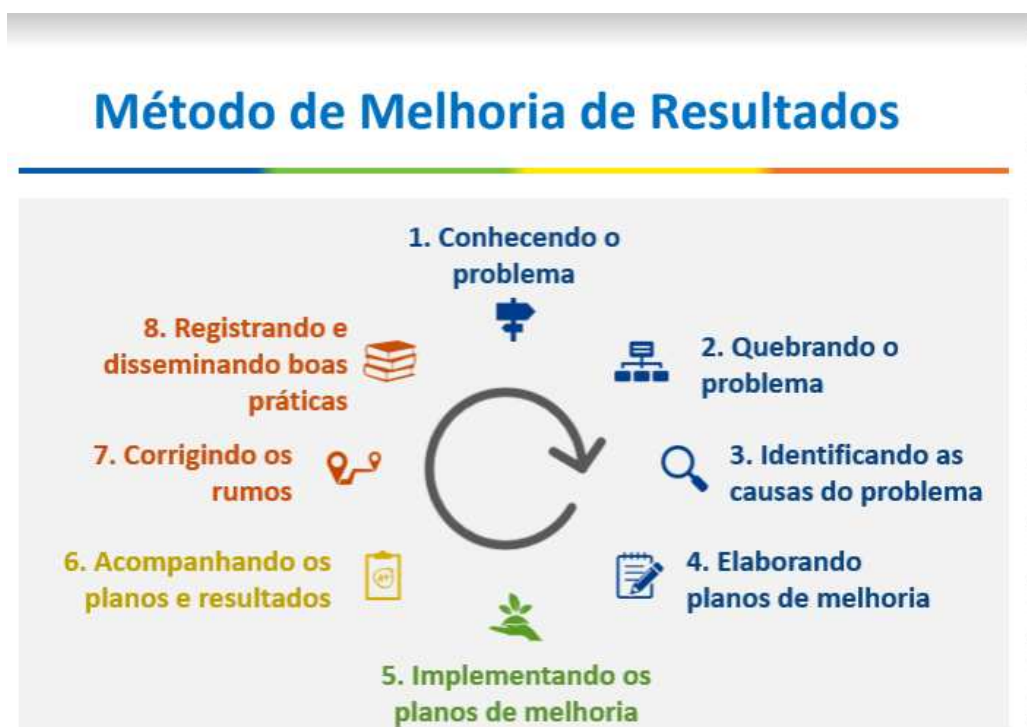 Método de Melhoria de Resultados
1. Conhecendo o
problema
2. Quebrando o
problema
3. Identificando as
causas do problema
4. Elaborando
planos de melhoria
5. Implementando os
planos de melhoria
6. Acompanhando os
planos e resultados
7. Corrigindo os
rumos
8. Registrando e
disseminando boas
práticas